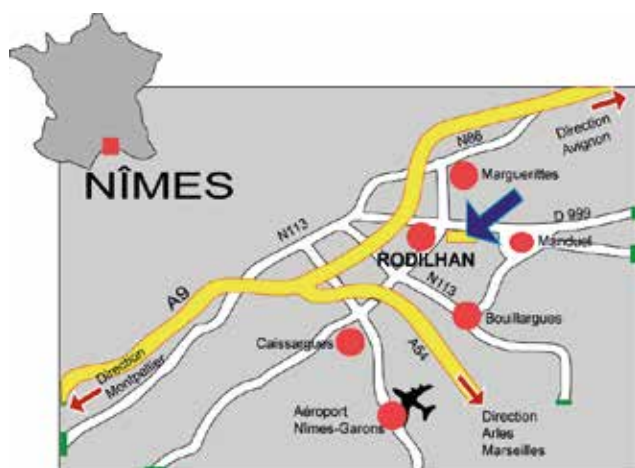 NÎMES
N86
Direction
Avignon
Marguerittes
D 999
N113
Manduel
RODILHAN
N113
A9
Bouillargues
Caissargues
A54
Direction
Montpellier
Aéroport
Nîmes-Garons
Direction
Arles
Marseilles